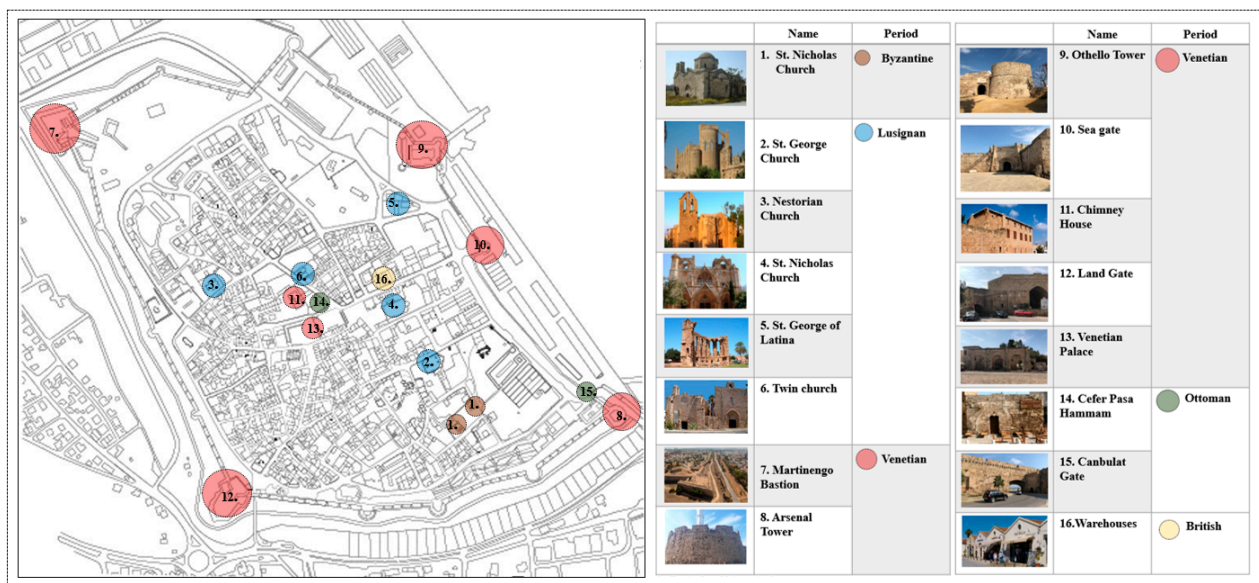 7.
9.
5.
10.
3.
6.
16.
11.
14.
4.
13.
2.
15.
1.
8.
1.
12.
Name Period
1. St. Nicholas
Church
Byzantine
2. St. George
Church
Lusignan
3. Nestorian
Church
4. St. Nicholas
Church
5. St. George of
Latina
6. Twin church
7. Martinengo
Bastion
Venetian
8. Arsenal
Tower
Name Period
9. Othello Tower
Venetian
10. Sea gate
11. Chimney
House
12. Land Gate
13. Venetian
Palace
14. Cefer Pasa
Hammam
Ottoman
15. Canbulat
Gate
16.Warehouses
British